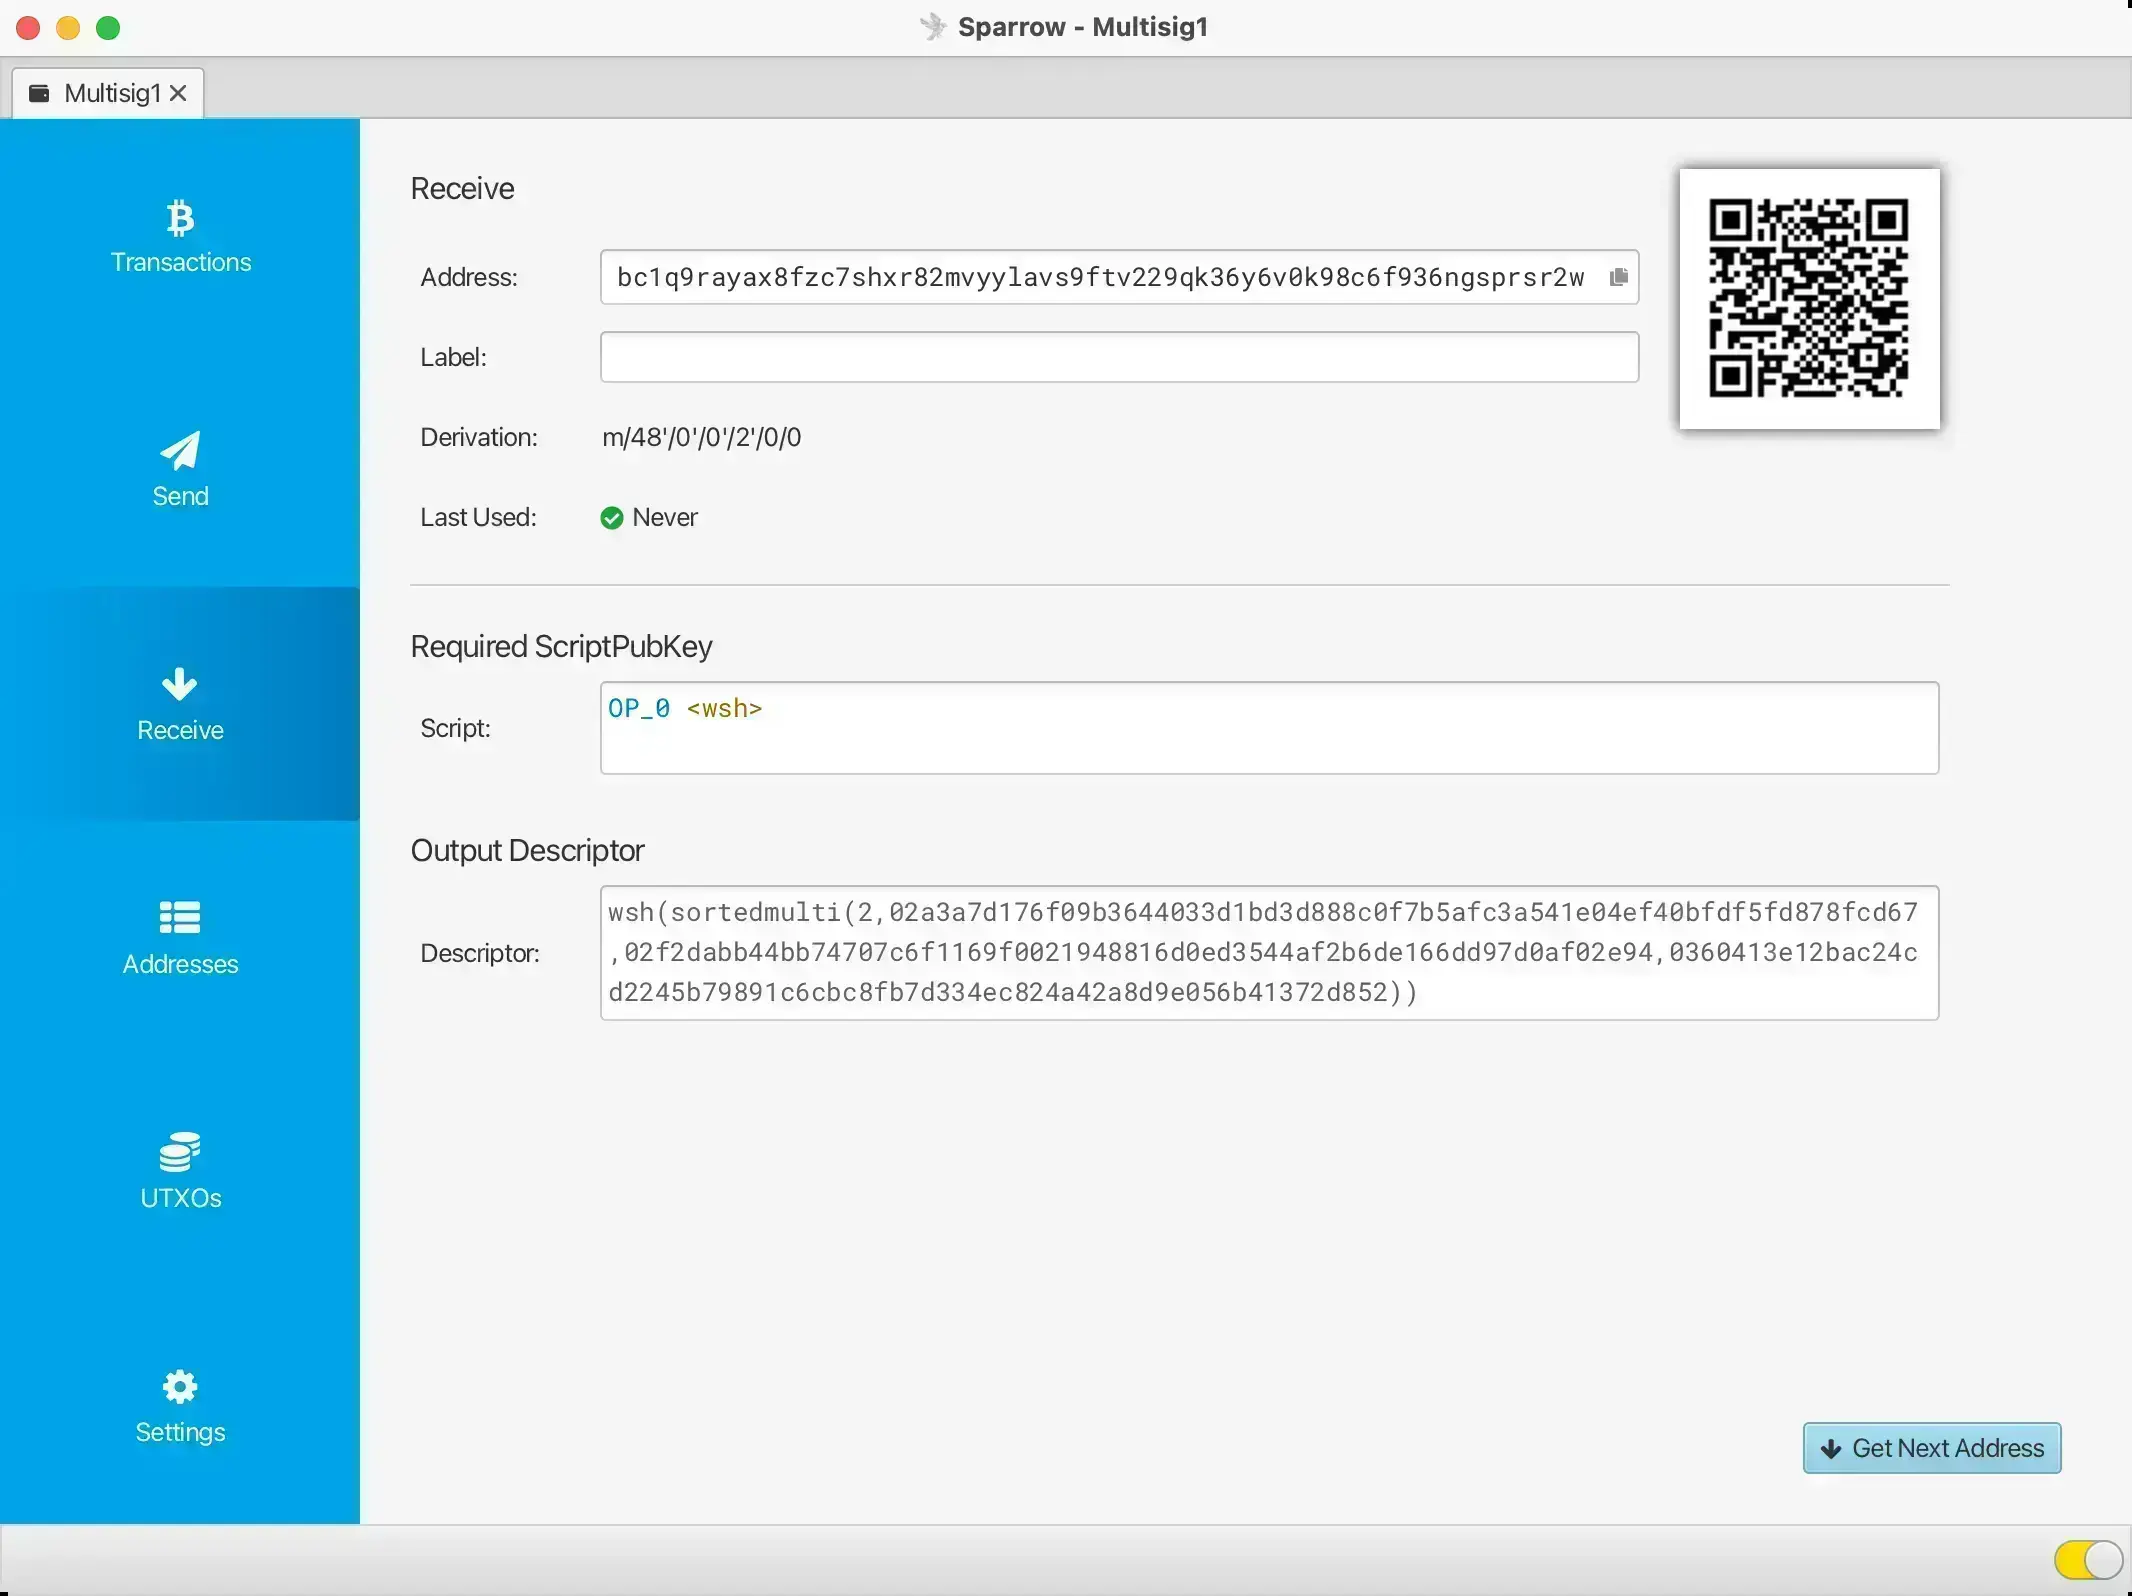 Sparrow - Multisig1
Multisig1
Transactions
Send
Receive
Addresses
UTXOs
Settings
Receive
Address: bc1q9rayax8fzc7shxr82mvyylavs9ftv229qk36y6v0k98c6f936ngsprsr2w
Label:
Derivation: m/48'/0'/0'/2'/0/0
Last Used: Never
Required ScriptPubKey
Script: OP_0 <wsh>
Output Descriptor
Descriptor: wsh(sortedmulti(2,02a3a7d176f09b3644033d1bd3d888c0f7b5afc3a541e04ef40bfdf5fd878fcd67
,02f2dabb44bb74707c6f1169f0021948816d0ed3544af2b6de166dd97d0af02e94,0360413e12bac24c
d2245b79891c6cbc8fb7d334ec824a42a8d9e056b41372d852))
Get Next Address